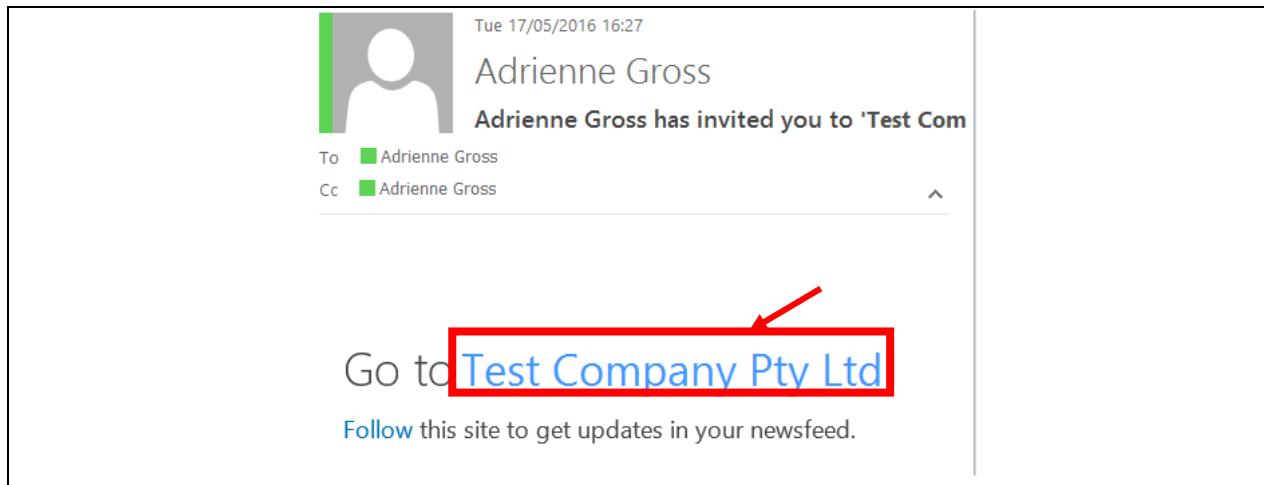 Tue 17/05/2016 16:27
Adrienne Gross
Adrienne Gross has invited you to 'Test Com
To Adrienne Gross
Cc Adrienne Gross
Go to Test Company Pty Ltd
Follow this site to get updates in your newsfeed.